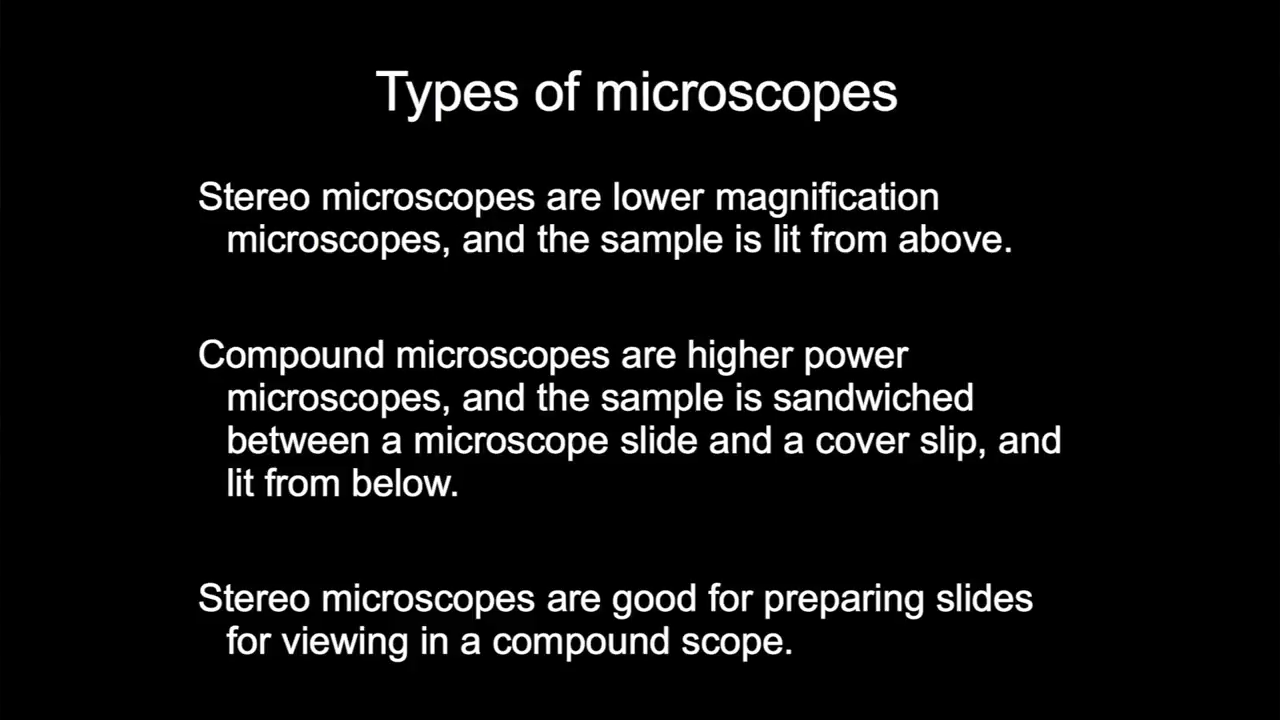 Types of microscopes
Stereo microscopes are lower magnification
microscopes, and the sample is lit from above.
Compound microscopes are higher power
microscopes, and the sample is sandwiched
between a microscope slide and a cover slip, and
lit from below.
Stereo microscopes are good for preparing slides
for viewing in a compound scope.